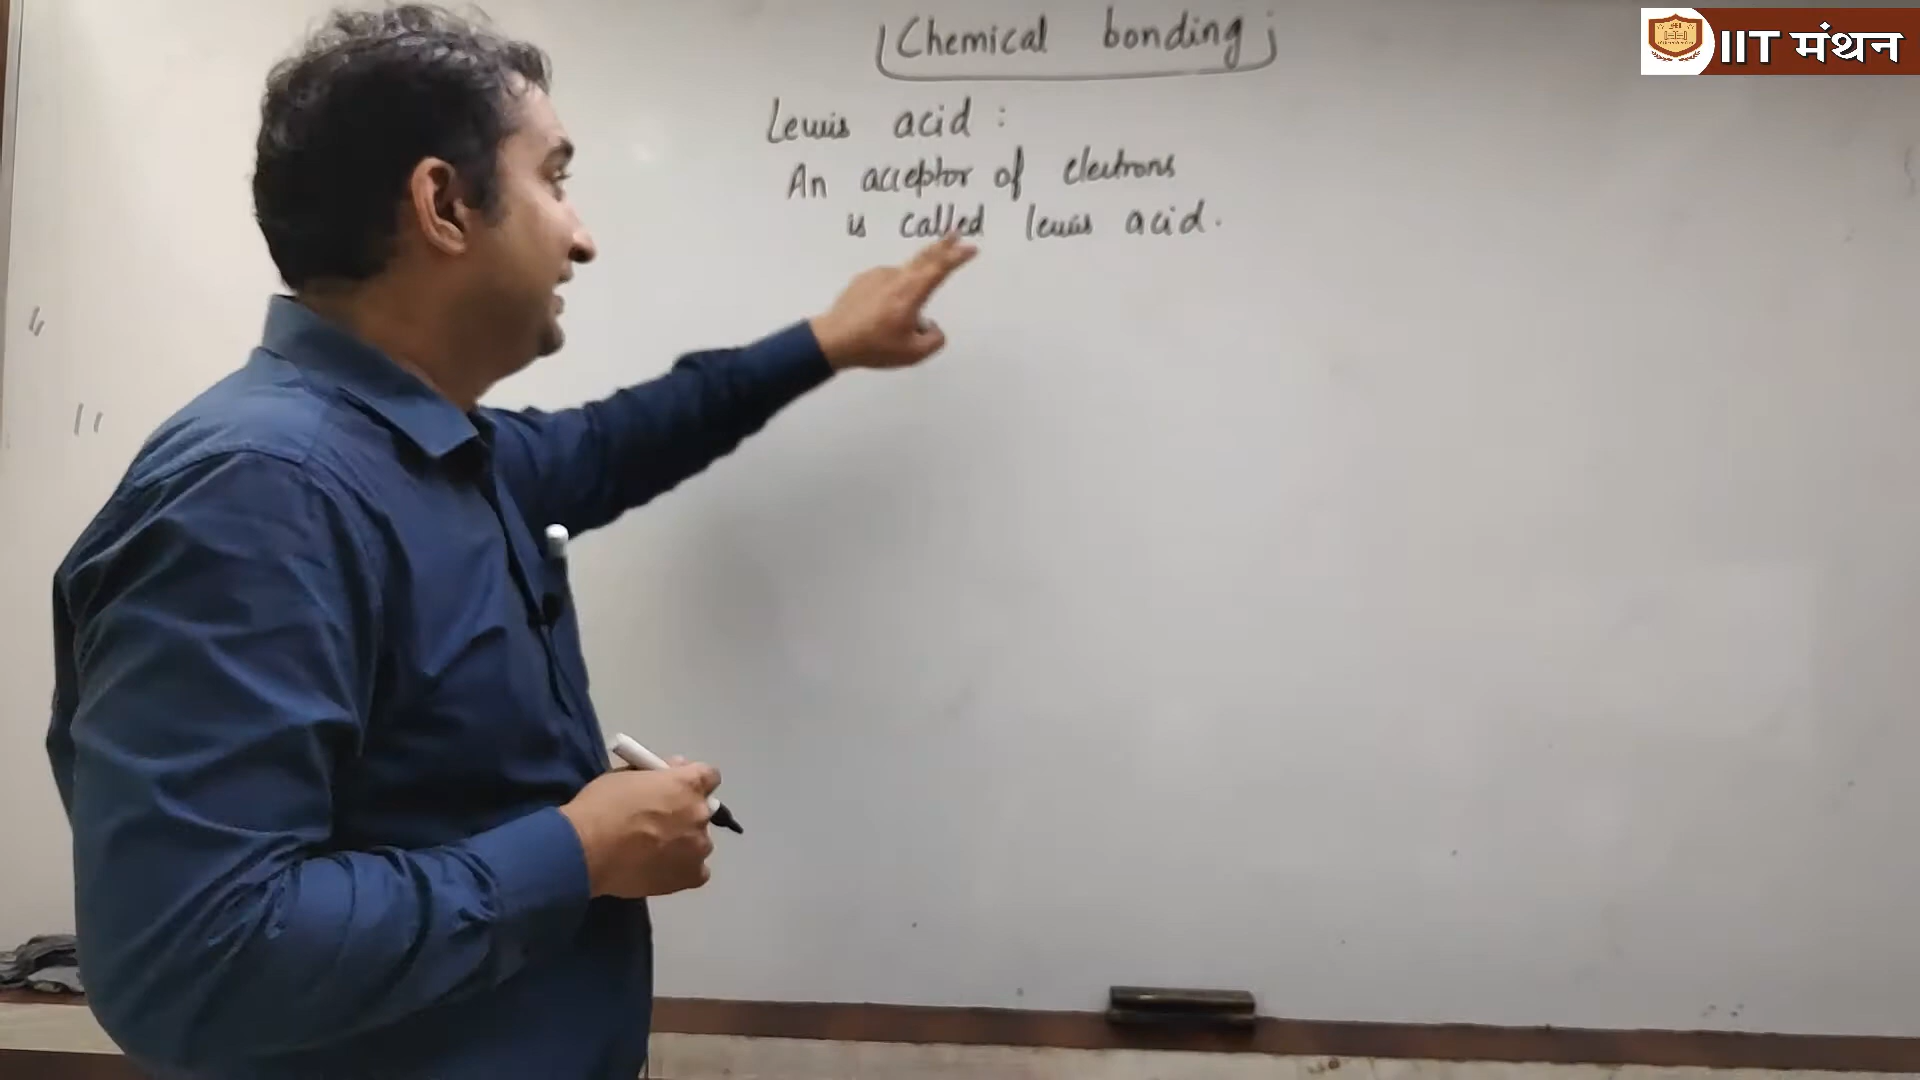 Chemical bonding
IIT मंथन
Lewis acid :
An acceptor of electrons
is called lewis acid.